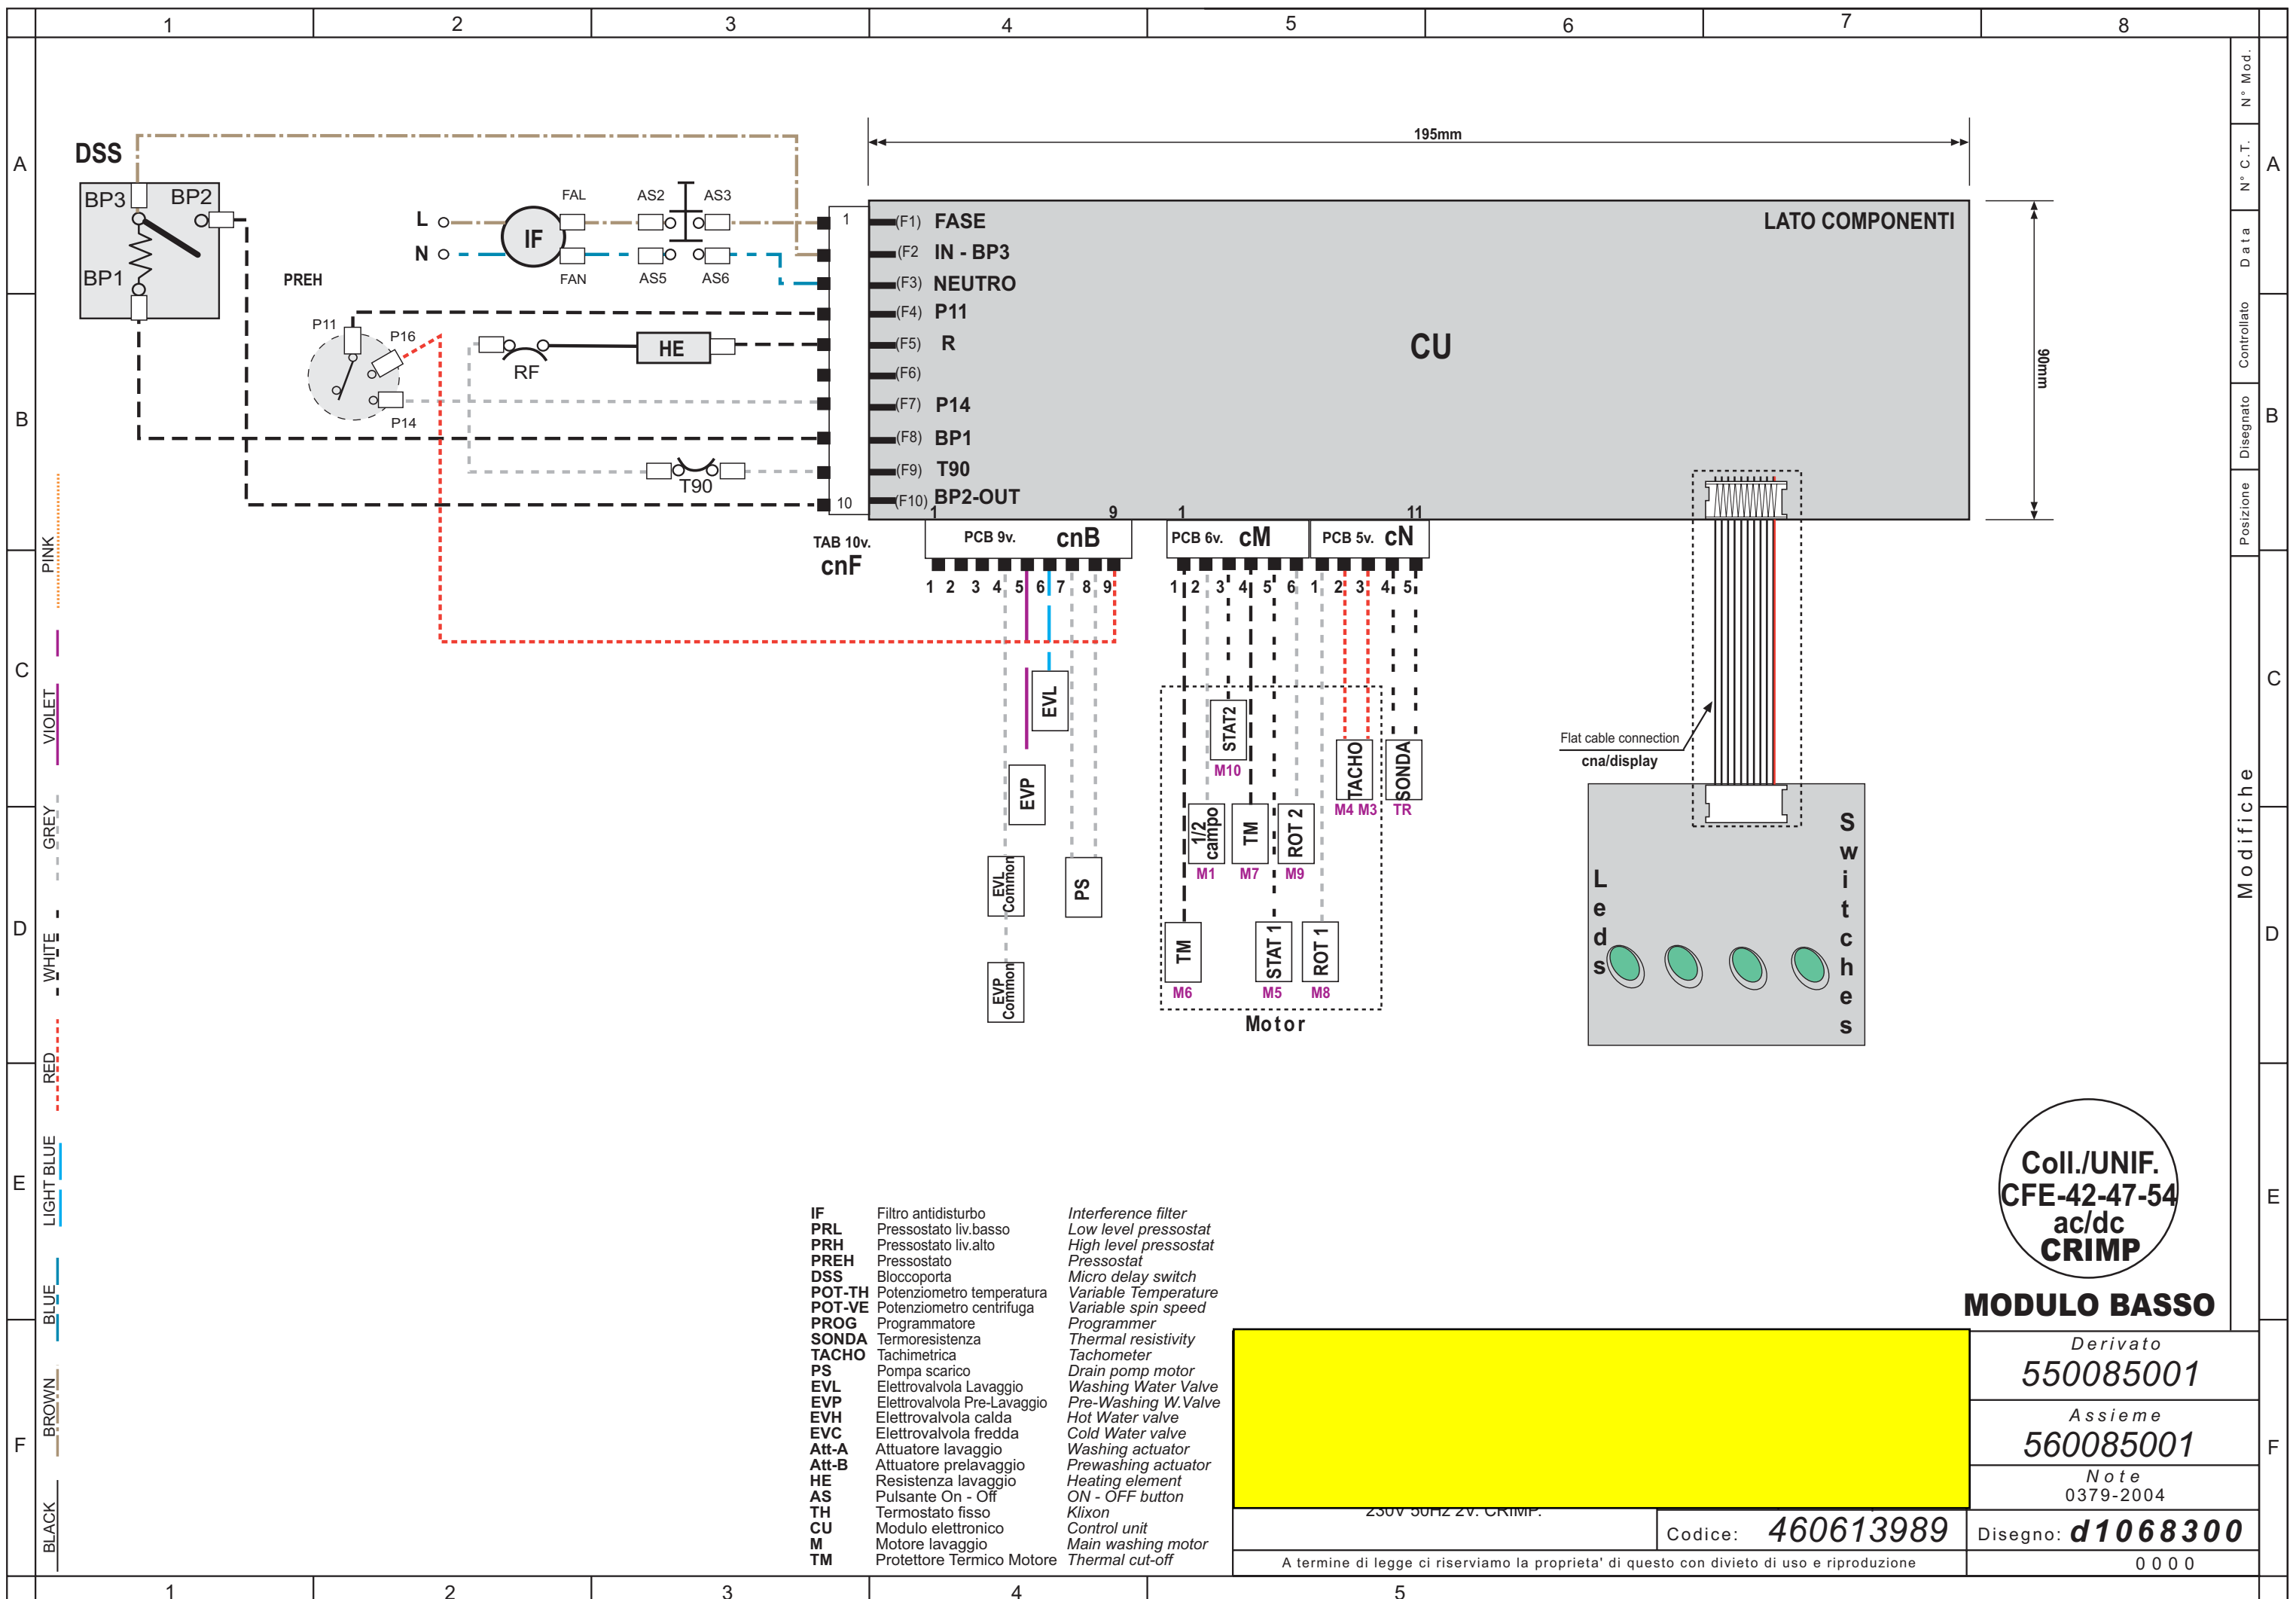 1 2 3 4 5 6 7 8
A
B
C
D
E
F
DSS
BP3
BP2
BP1
PREH
P11
P16
P14
L
N
IF
FAL
FAN
AS2
AS3
AS5
AS6
RF
HE
T90
1
10
TAB 10v.
cnF
195mm
90mm
(F1) FASE
(F2 IN - BP3
(F3) NEUTRO
(F4) P11
(F5) R
(F6)
(F7) P14
(F8) BP1
(F9) T90
(F10) BP2-OUT
LATO COMPONENTI
CU
1 9
PCB 9v. cnB
1 2 3 4 5 6 7 8 9
1 11
PCB 6v. cM
PCB 5v. cN
1 2 3 4 5 6 1 2 3 4 5
EVL
EVP
EVL Common
EVP Common
PS
STAT2
M10
1/2 campo
M1
TM
M7
ROT 2
M9
TACHO
M4 M3
SONDA
TR
TM
M6
STAT 1
M5
ROT 1
M8
Motor
Flat cable connection
cna/display
Leds
Switches
PINK
VIOLET
GREY
WHITE
RED
LIGHT BLUE
BLUE
BROWN
BLACK
IF Filtro antidisturbo Interference filter
PRL Pressostato liv.basso Low level pressostat
PRH Pressostato liv.alto High level pressostat
PREH Pressostato Pressostat
DSS Bloccoporta Micro delay switch
POT-TH Potenziometro temperatura Variable Temperature
POT-VE Potenziometro centrifuga Variable spin speed
PROG Programmatore Programmer
SONDA Termoresistenza Thermal resistivity
TACHO Tachimetrica Tachometer
PS Pompa scarico Drain pomp motor
EVL Elettrovalvola Lavaggio Washing Water Valve
EVP Elettrovalvola Pre-Lavaggio Pre-Washing W.Valve
EVH Elettrovalvola calda Hot Water valve
EVC Elettrovalvola fredda Cold Water valve
Att-A Attuatore lavaggio Washing actuator
Att-B Attuatore prelavaggio Prewashing actuator
HE Resistenza lavaggio Heating element
AS Pulsante On - Off ON - OFF button
TH Termostato fisso Klixon
CU Modulo elettronico Control unit
M Motore lavaggio Main washing motor
TM Protettore Termico Motore Thermal cut-off
N° Mod.
N° C.T.
Data
Controllato
Disegnato
Posizione
Modifiche
A
B
C
D
E
F
Coll./UNIF.
CFE-42-47-54
ac/dc
CRIMP
MODULO BASSO
Derivato
550085001
Assieme
560085001
Note
0379-2004
230V 50Hz 2V. CRIMP.
Codice: 460613989
Disegno: d1068300
A termine di legge ci riserviamo la proprieta' di questo con divieto di uso e riproduzione
0000
1 2 3 4 5